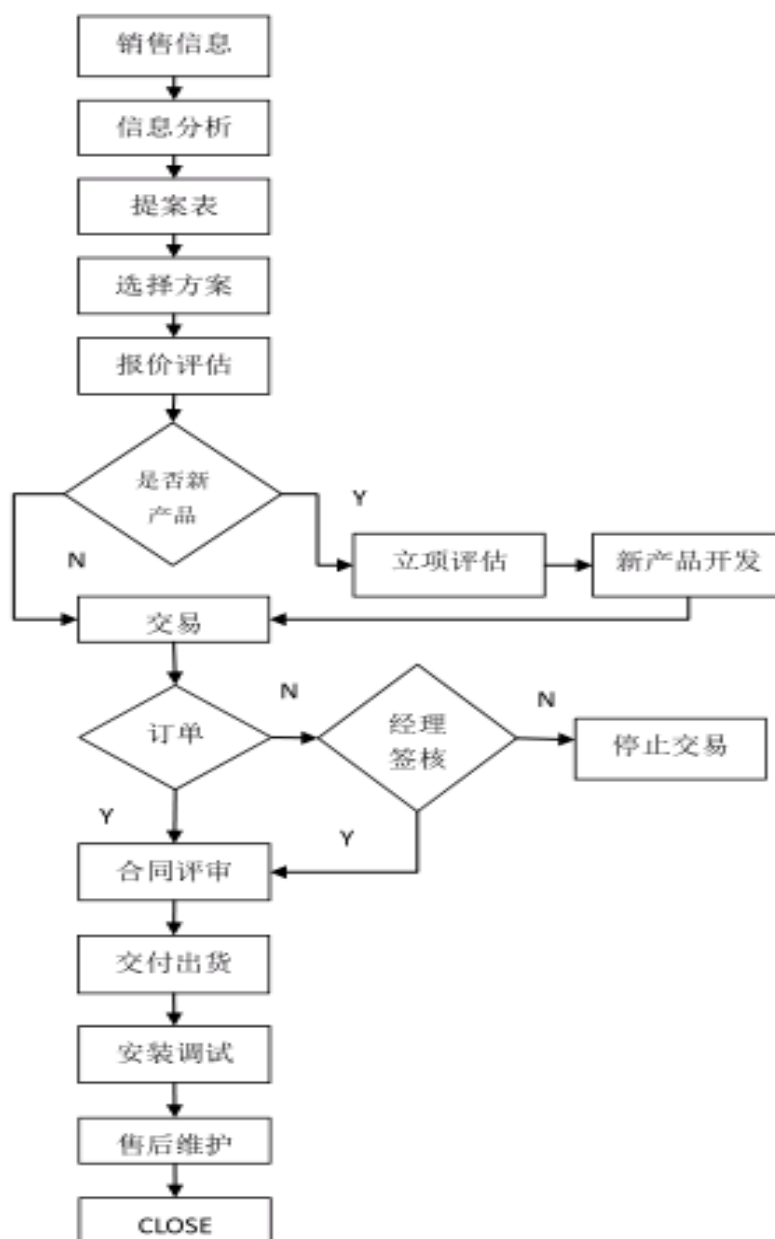 销售信息
信息分析
提案表
选择方案
报价评估
是否新
产品
Y
N
立项评估
新产品开发
交易
订单
N
经理
签核
N
停止交易
Y
Y
合同评审
交付出货
安装调试
售后维护
CLOSE